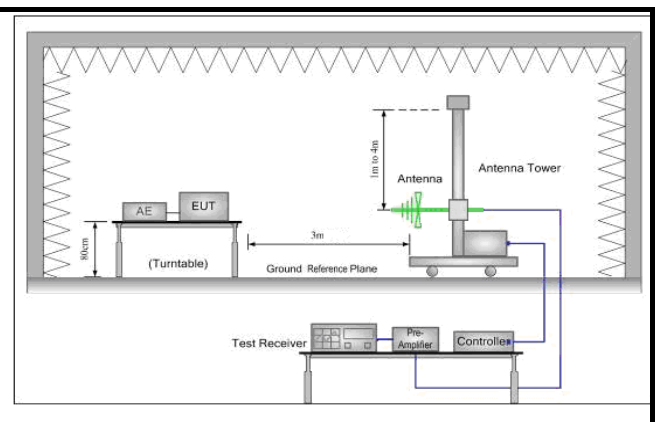 1m to 4m
Antenna
Antenna Tower
AE
EUT
80cm
3m
(Turntable)
Ground Reference Plane
Test Receiver
Pre-
Amplifier
Controller